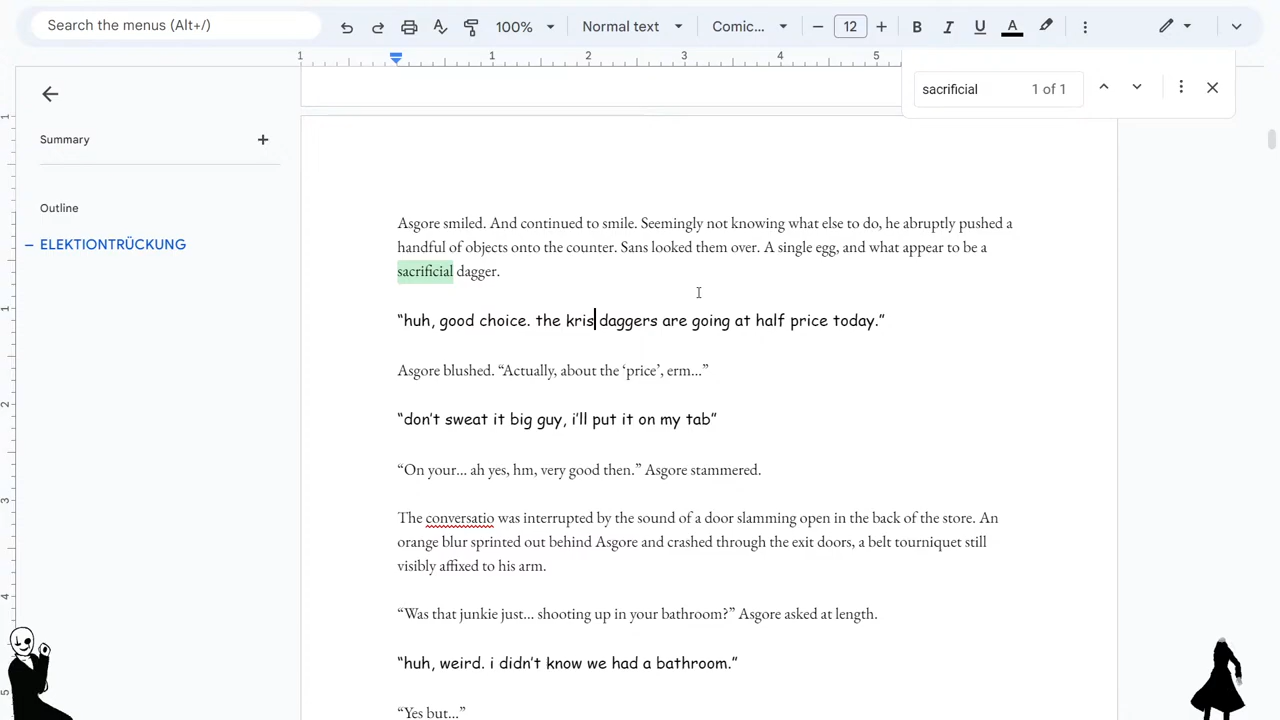 Search the menus (Alt+/)
100%
Normal text
Comic...
12
B I U A
1 1 2 3 4 5
sacrificial 1 of 1
Summary
Outline
ELEKTIONTRÜCKUNG
1
1
2
3
4
5
Asgore smiled. And continued to smile. Seemingly not knowing what else to do, he abruptly pushed a
handful of objects onto the counter. Sans looked them over. A single egg, and what appear to be a
sacrificial dagger.
“huh, good choice. the kris daggers are going at half price today.”
Asgore blushed. “Actually, about the ‘price’, erm…”
“don’t sweat it big guy, i’ll put it on my tab”
“On your… ah yes, hm, very good then.” Asgore stammered.
The conversatio was interrupted by the sound of a door slamming open in the back of the store. An
orange blur sprinted out behind Asgore and crashed through the exit doors, a belt tourniquet still
visibly affixed to his arm.
“Was that junkie just… shooting up in your bathroom?” Asgore asked at length.
“huh, weird. i didn’t know we had a bathroom.”
“Yes but…”